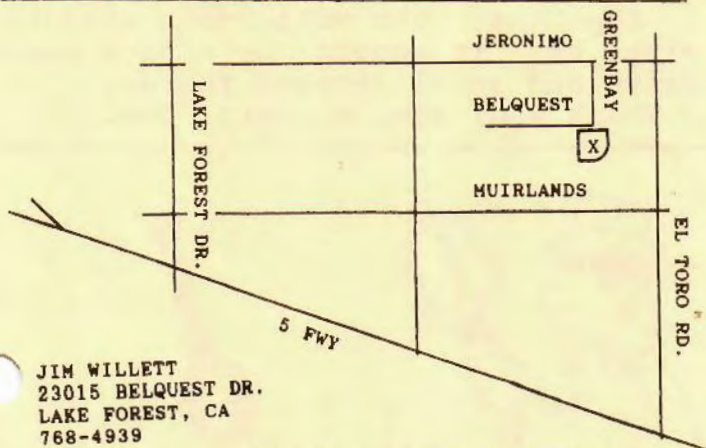 JERONIMO
GREENBAY
LAKE FOREST DR.
BELQUEST
X
MUIRLANDS
EL TORO RD.
5 FWY
JIM WILLETT
23015 BELQUEST DR.
LAKE FOREST, CA
768-4939